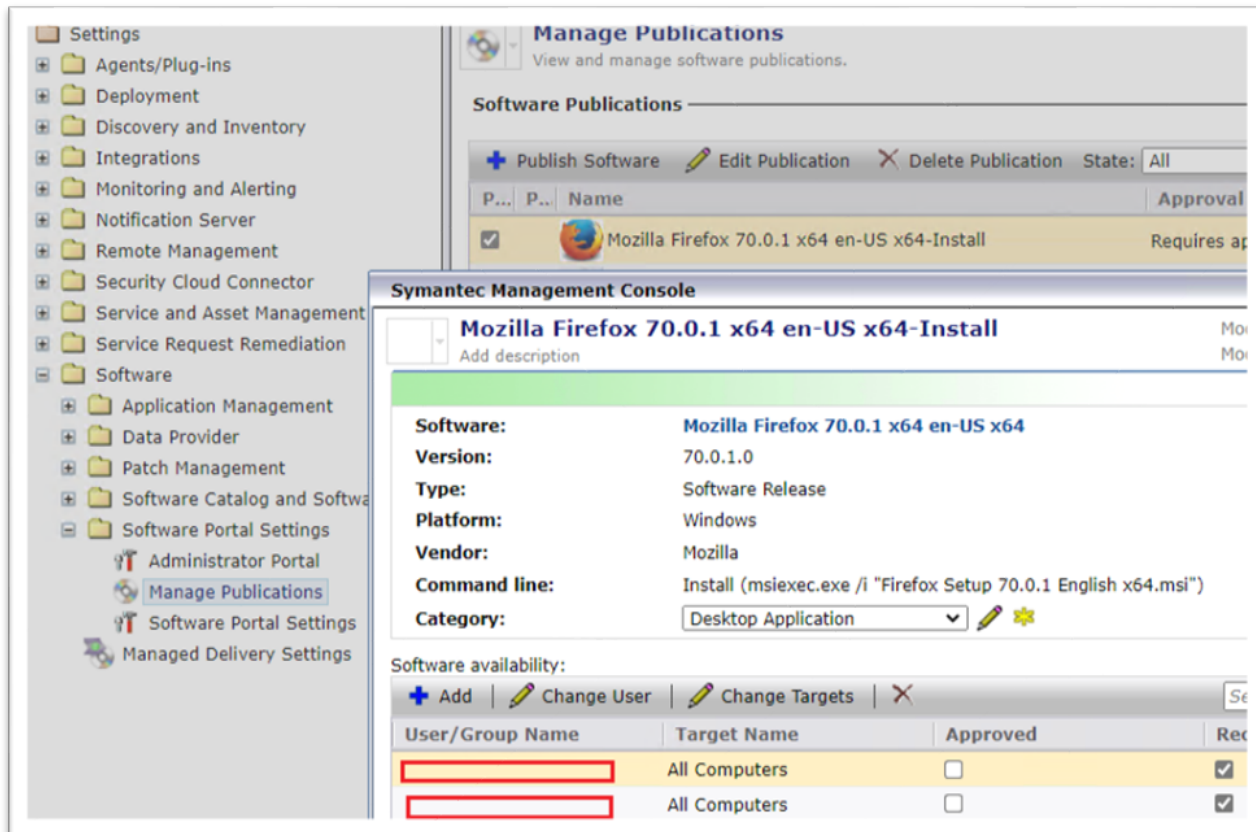 Settings
Agents/Plug-ins
Deployment
Discovery and Inventory
Integrations
Monitoring and Alerting
Notification Server
Remote Management
Security Cloud Connector
Service and Asset Management
Service Request Remediation
Software
Application Management
Data Provider
Patch Management
Software Catalog and Softwa
Software Portal Settings
Administrator Portal
Manage Publications
Software Portal Settings
Managed Delivery Settings
Manage Publications
View and manage software publications.
Software Publications
Publish Software Edit Publication Delete Publication State: All
P... P... Name Approval
Mozilla Firefox 70.0.1 x64 en-US x64-Install Requires ap
Symantec Management Console
Mozilla Firefox 70.0.1 x64 en-US x64-Install Mo
Add description Mo
Software: Mozilla Firefox 70.0.1 x64 en-US x64
Version: 70.0.1.0
Type: Software Release
Platform: Windows
Vendor: Mozilla
Command line: Install (msiexec.exe /i "Firefox Setup 70.0.1 English x64.msi")
Category: Desktop Application
Software availability:
Add | Change User | Change Targets | Se
User/Group Name Target Name Approved Rec
All Computers
All Computers